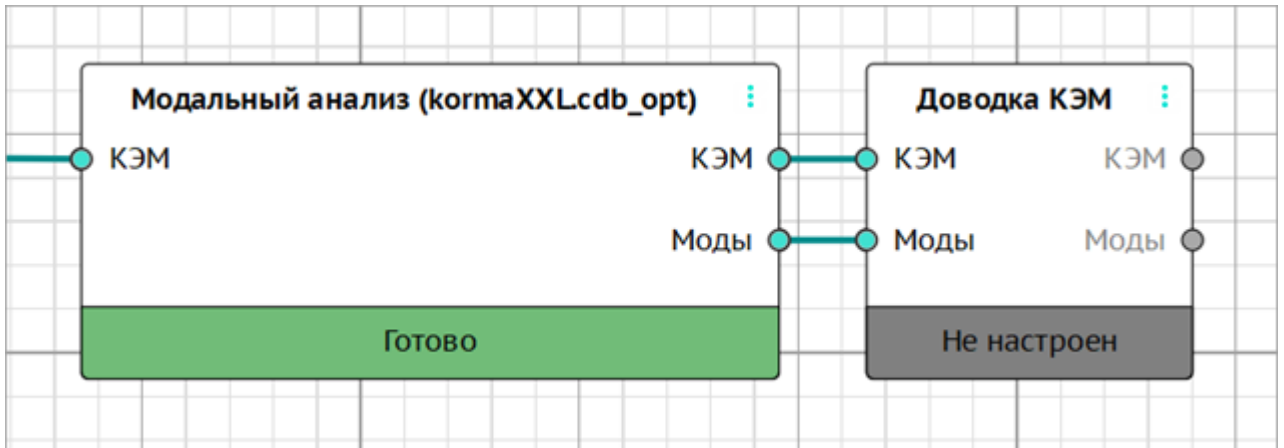 Модальный анализ (kormaXXL.cdb_opt)
КЭМ
КЭМ
Моды
Готово
Доводка КЭМ
КЭМ
КЭМ
Моды
Моды
Не настроен